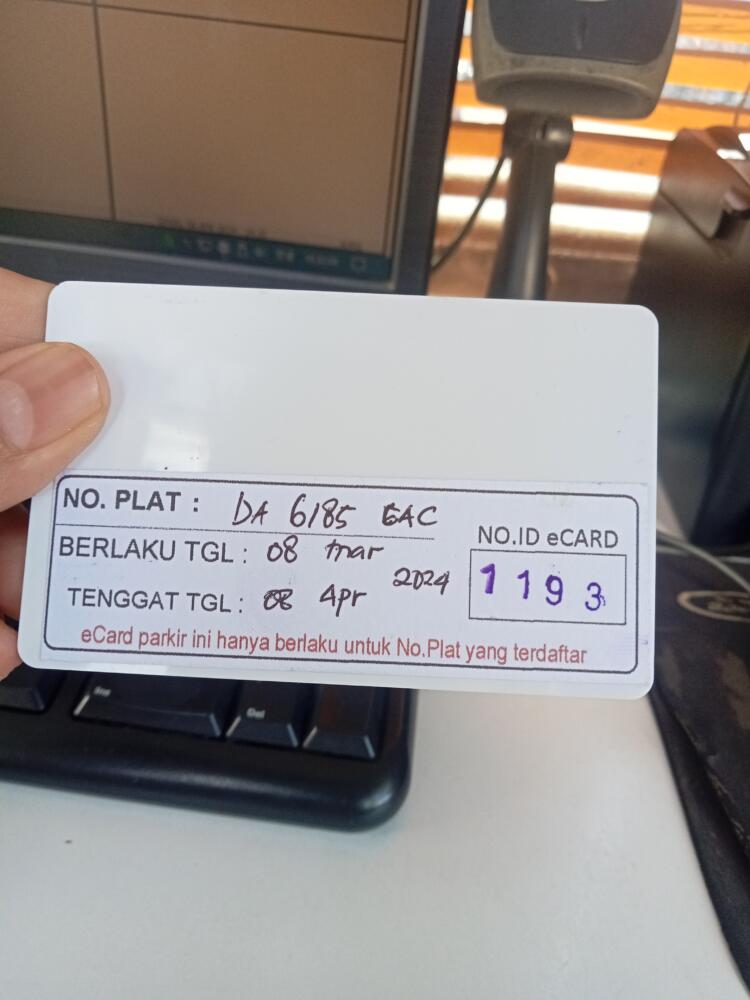 NO. PLAT : DA 6185 EAC
BERLAKU TGL : 08 mar
2024
TENGGAT TGL : 08 Apr
NO.ID eCARD
1193
eCard parkir ini hanya berlaku untuk No.Plat yang terdaftar
Del